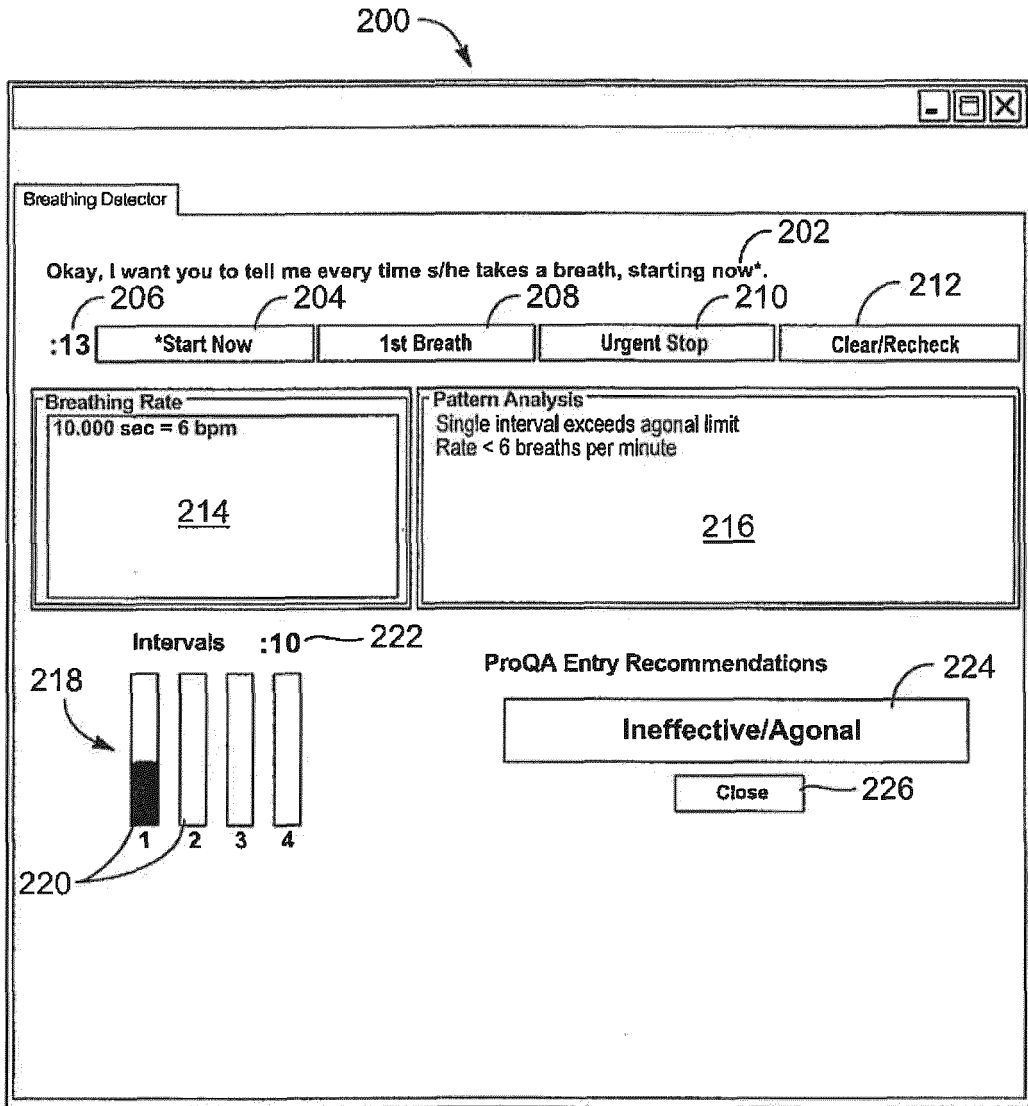 200
Breathing Detector
202
Okay, I want you to tell me every time s/he takes a breath, starting now*.
206 204 208 210 212
:13 *Start Now 1st Breath Urgent Stop Clear/Recheck
Breathing Rate
10.000 sec = 6 bpm
214
Pattern Analysis
Single interval exceeds agonal limit
Rate < 6 breaths per minute
216
Intervals :10 222
218
1 2 3 4
220
ProQA Entry Recommendations
224
Ineffective/Agonal
Close 226